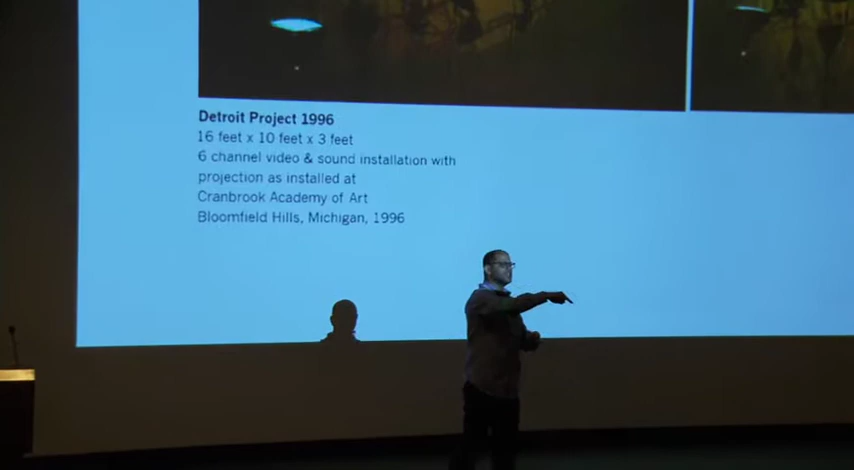 Detroit Project 1996
16 feet x 10 feet x 3 feet
6 channel video & sound installation with
projection as installed at
Cranbrook Academy of Art
Bloomfield Hills, Michigan, 1996